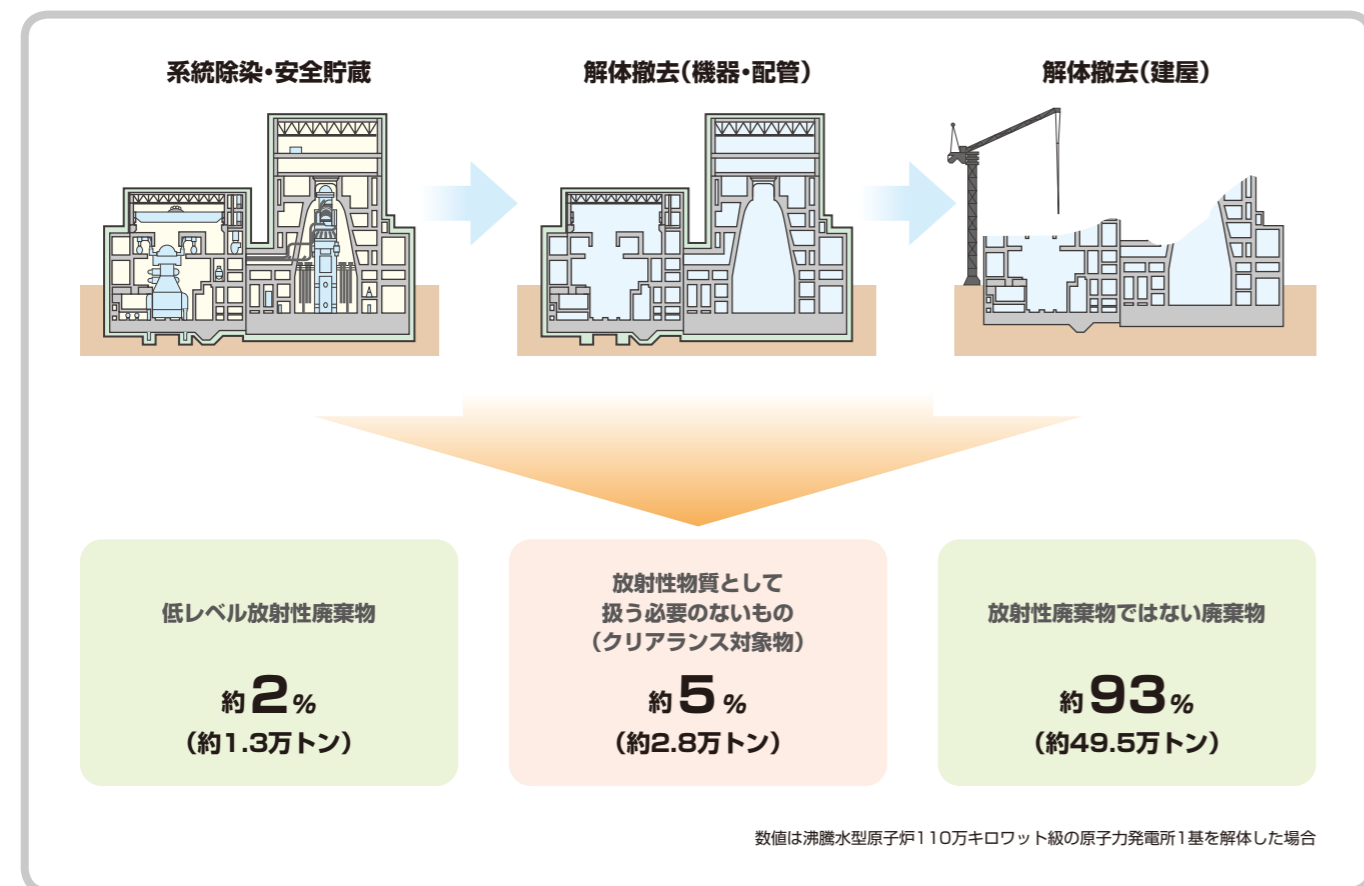 系統除染・安全貯蔵
解体撤去(機器・配管)
解体撤去(建屋)
低レベル放射性廃棄物
約2%
(約1.3万トン)
放射性物質として
扱う必要のないもの
(クリアランス対象物)
約5%
(約2.8万トン)
放射性廃棄物ではない廃棄物
約93%
(約49.5万トン)
数値は沸騰水型原子炉110万キロワット級の原子力発電所1基を解体した場合